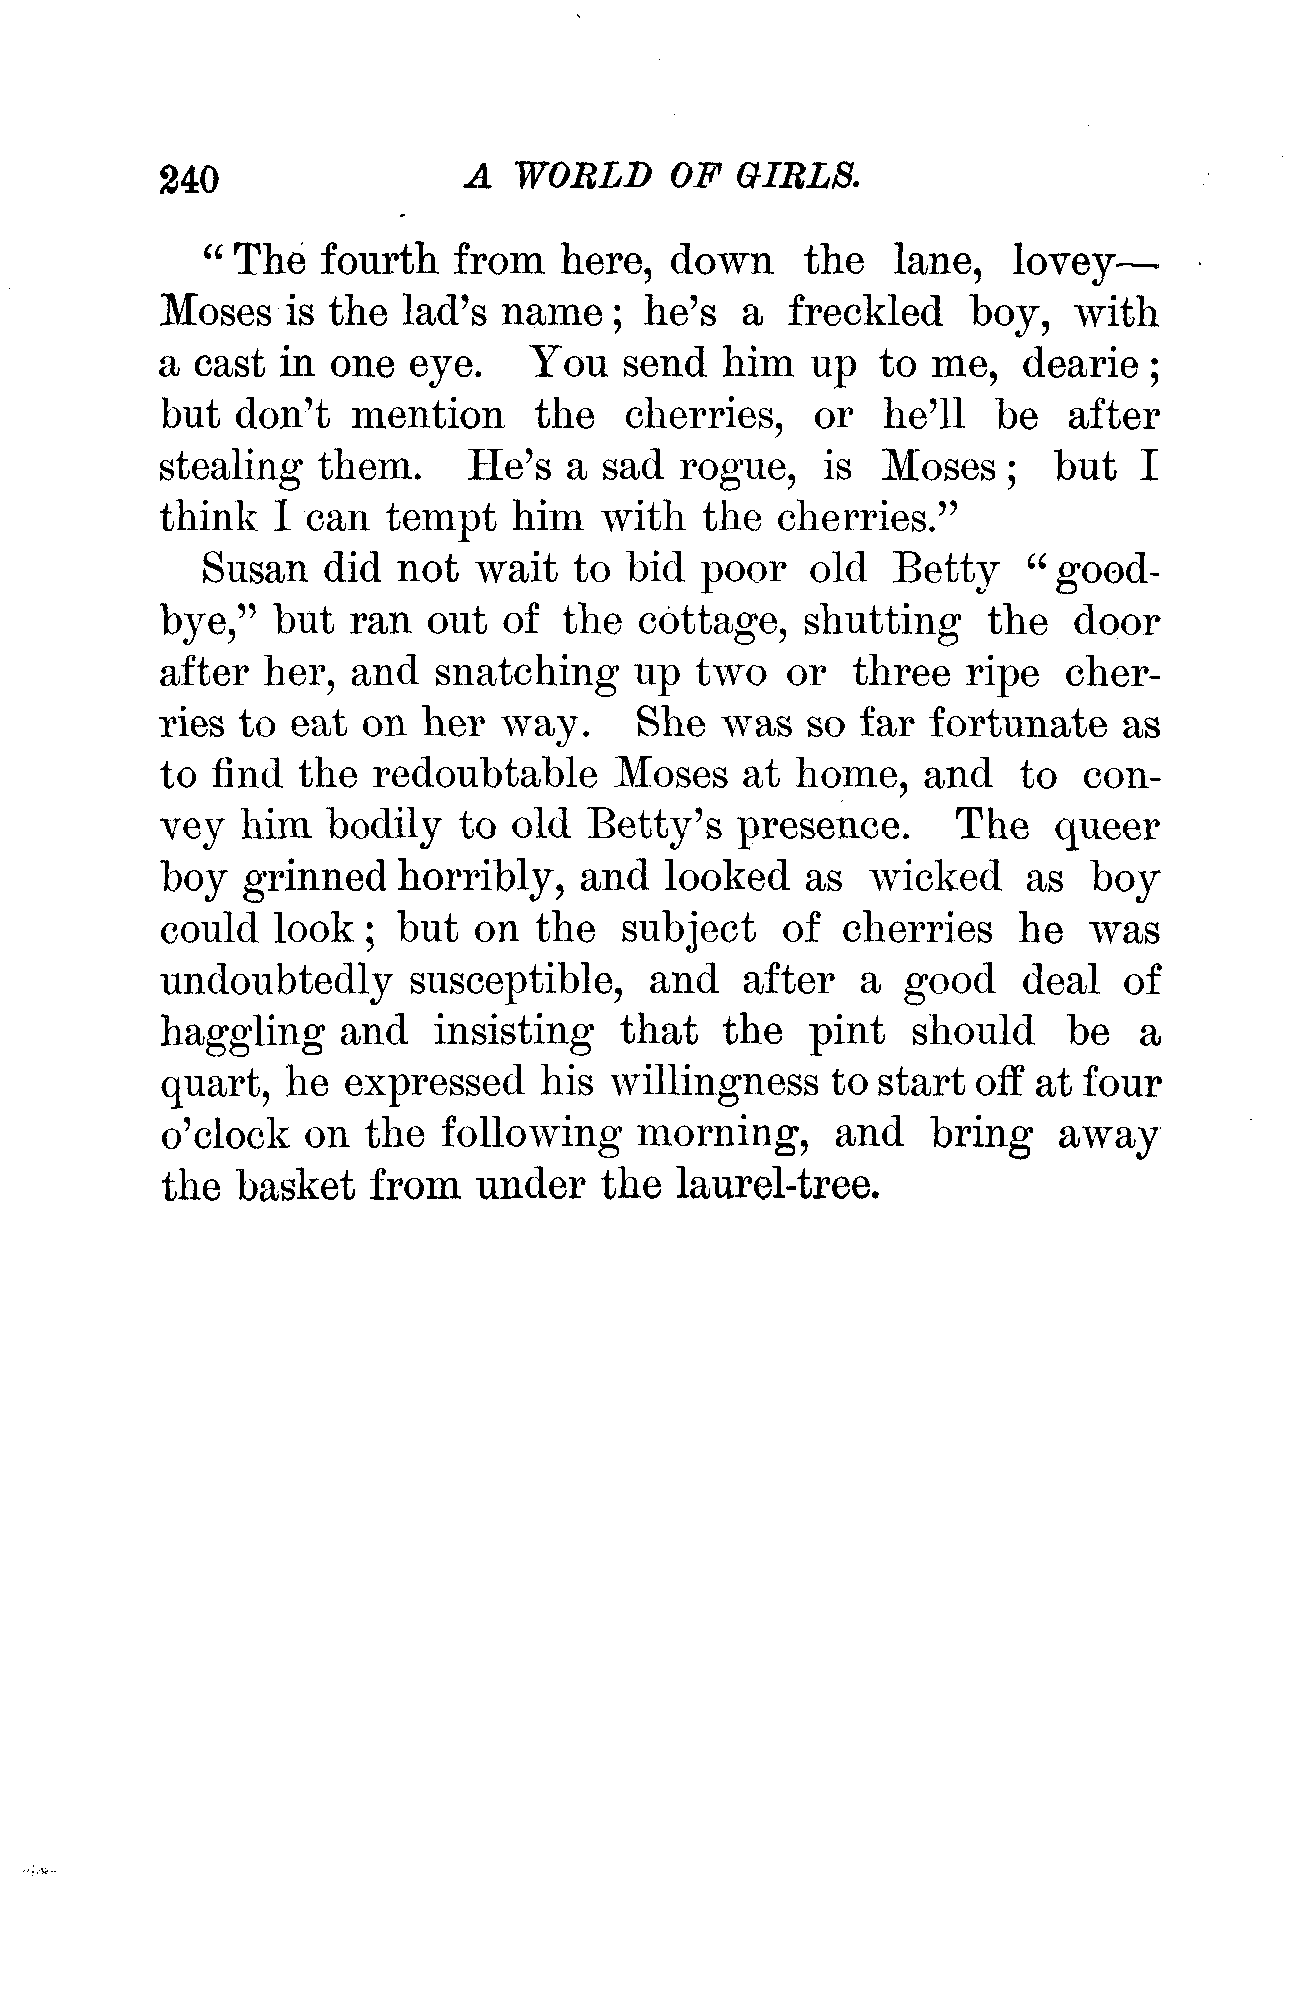 240 A WORLD OF GIRLS.
“The fourth from here, down the lane, lovey—
Moses is the lad’s name; he’s a freckled boy, with
a cast in one eye. You send him up to me, dearie;
but don’t mention the cherries, or he’ll be after
stealing them. He’s a sad rogue, is Moses; but I
think I can tempt him with the cherries.”
Susan did not wait to bid poor old Betty “good-
bye,” but ran out of the cottage, shutting the door
after her, and snatching up two or three ripe cher-
ries to eat on her way. She was so far fortunate as
to find the redoubtable Moses at home, and to con-
vey him bodily to old Betty’s presence. The queer
boy grinned horribly, and looked as wicked as boy
could look; but on the subject of cherries he was
undoubtedly susceptible, and after a good deal of
haggling and insisting that the pint should be a
quart, he expressed his willingness to start off at four
o’clock on the following morning, and bring away
the basket from under the laurel-tree.